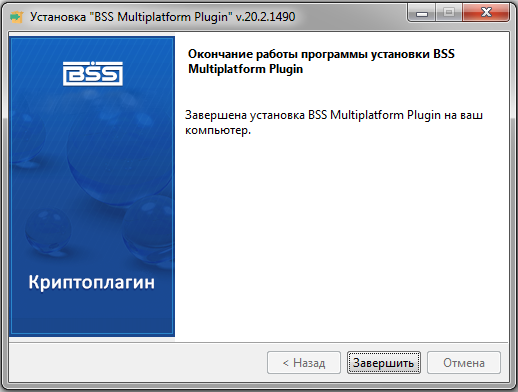 Установка "BSS Multiplatform Plugin" v.20.2.1490
BSS
Окончание работы программы установки BSS
Multiplatform Plugin
Завершена установка BSS Multiplatform Plugin на ваш
компьютер.
Криптоплагин
< Назад
Завершить
Отмена